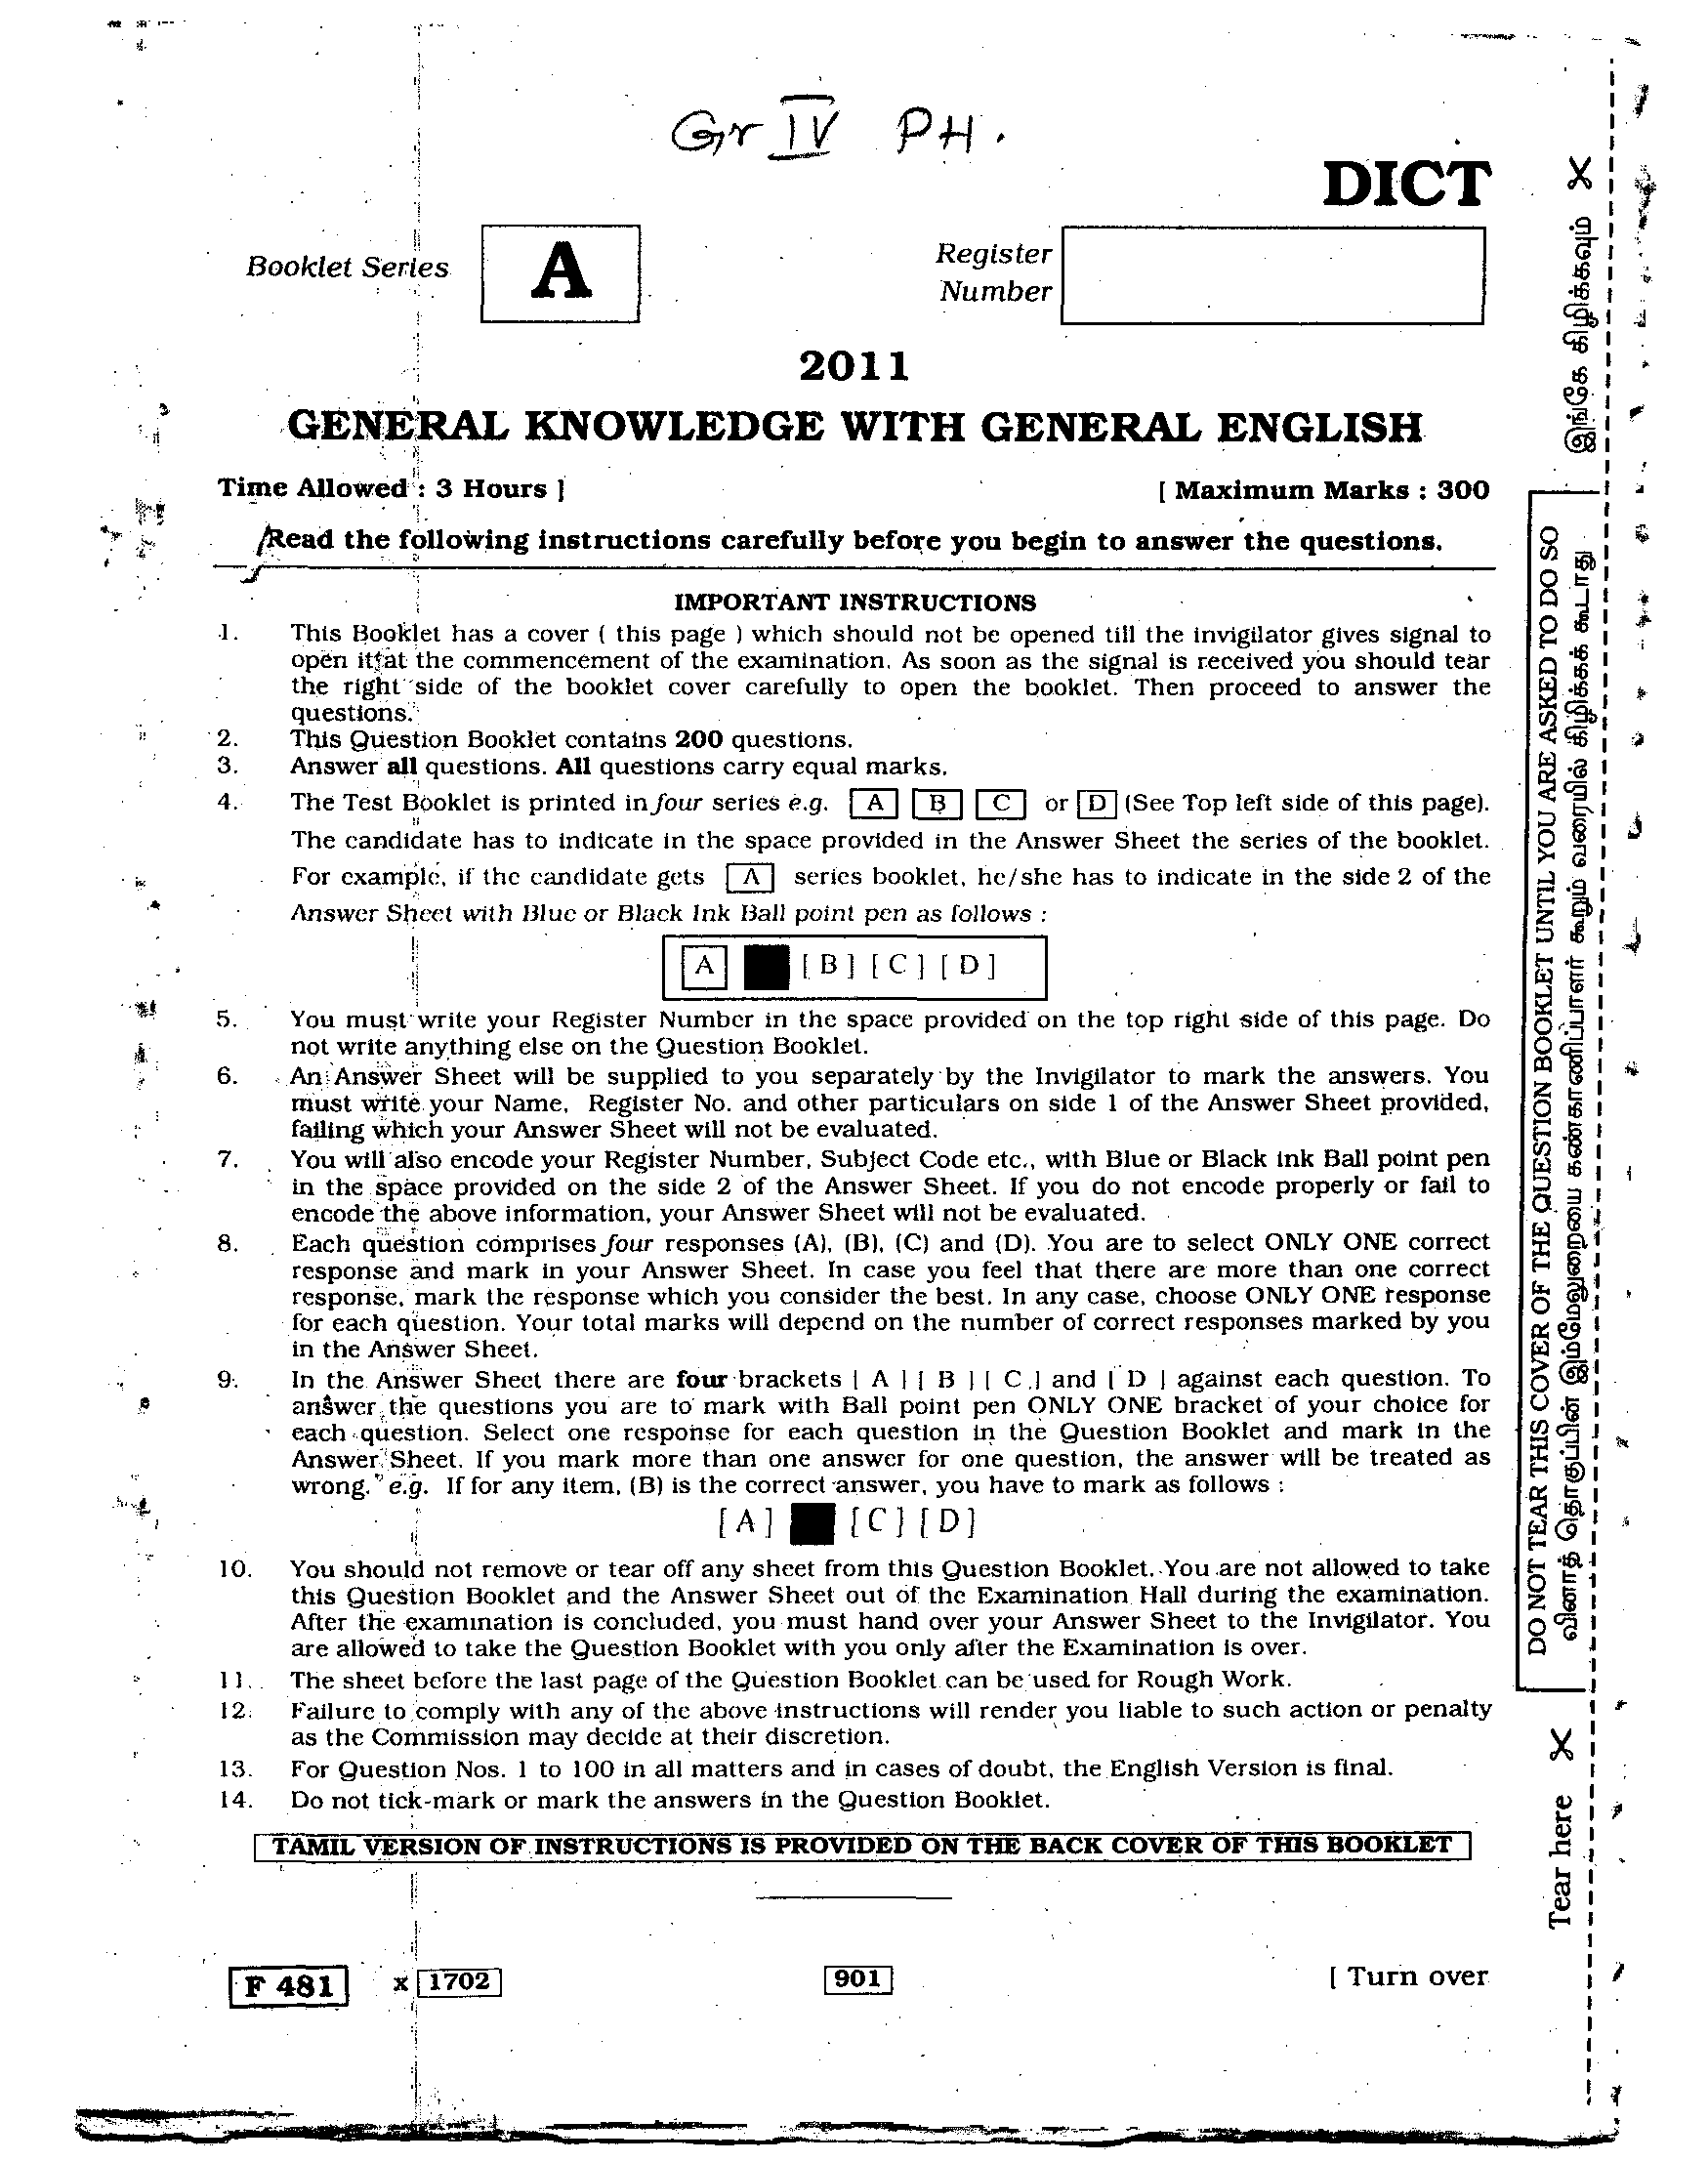 Gr IV PH.
DICT
Booklet Series
A
Register
Number
2011
GENERAL KNOWLEDGE WITH GENERAL ENGLISH
Time Allowed : 3 Hours ]
[ Maximum Marks : 300
Read the following instructions carefully before you begin to answer the questions.
IMPORTANT INSTRUCTIONS
1. This Booklet has a cover ( this page ) which should not be opened till the invigilator gives signal to
open it at the commencement of the examination. As soon as the signal is received you should tear
the right side of the booklet cover carefully to open the booklet. Then proceed to answer the
questions.
2. This Question Booklet contains 200 questions.
3. Answer all questions. All questions carry equal marks.
4. The Test Booklet is printed in four series e.g. A B C or D (See Top left side of this page).
The candidate has to indicate in the space provided in the Answer Sheet the series of the booklet.
For example, if the candidate gets A series booklet, he/she has to indicate in the side 2 of the
Answer Sheet with Blue or Black Ink Ball point pen as follows :
A [ B ] [ C ] [ D ]
5. You must write your Register Number in the space provided on the top right side of this page. Do
not write anything else on the Question Booklet.
6. An Answer Sheet will be supplied to you separately by the Invigilator to mark the answers. You
must write your Name, Register No. and other particulars on side 1 of the Answer Sheet provided,
failing which your Answer Sheet will not be evaluated.
7. You will also encode your Register Number, Subject Code etc., with Blue or Black ink Ball point pen
in the space provided on the side 2 of the Answer Sheet. If you do not encode properly or fail to
encode the above information, your Answer Sheet will not be evaluated.
8. Each question comprises four responses (A), (B), (C) and (D). You are to select ONLY ONE correct
response and mark in your Answer Sheet. In case you feel that there are more than one correct
response, mark the response which you consider the best. In any case, choose ONLY ONE response
for each question. Your total marks will depend on the number of correct responses marked by you
in the Answer Sheet.
9. In the Answer Sheet there are four brackets [ A ] [ B ] [ C ] and [ D ] against each question. To
answer the questions you are to mark with Ball point pen ONLY ONE bracket of your choice for
each question. Select one response for each question in the Question Booklet and mark in the
Answer Sheet. If you mark more than one answer for one question, the answer will be treated as
wrong. e.g. If for any item, (B) is the correct answer, you have to mark as follows :
[ A ] [ C ] [ D ]
10. You should not remove or tear off any sheet from this Question Booklet. You are not allowed to take
this Question Booklet and the Answer Sheet out of the Examination Hall during the examination.
After the examination is concluded, you must hand over your Answer Sheet to the Invigilator. You
are allowed to take the Question Booklet with you only after the Examination is over.
11. The sheet before the last page of the Question Booklet can be used for Rough Work.
12. Failure to comply with any of the above instructions will render you liable to such action or penalty
as the Commission may decide at their discretion.
13. For Question Nos. 1 to 100 in all matters and in cases of doubt, the English Version is final.
14. Do not tick-mark or mark the answers in the Question Booklet.
TAMIL VERSION OF INSTRUCTIONS IS PROVIDED ON THE BACK COVER OF THIS BOOKLET
F 481
x 1702
901
[ Turn over
Tear here
DO NOT TEAR THIS COVER OF THE QUESTION BOOKLET UNTIL YOU ARE ASKED TO DO SO
வினாத் தொகுப்பின் இம்மேலுறையை கண்காணிப்பாளர் கூறும் வரையில் கிழிக்கக் கூடாது
இங்கே கிழிக்கவும்